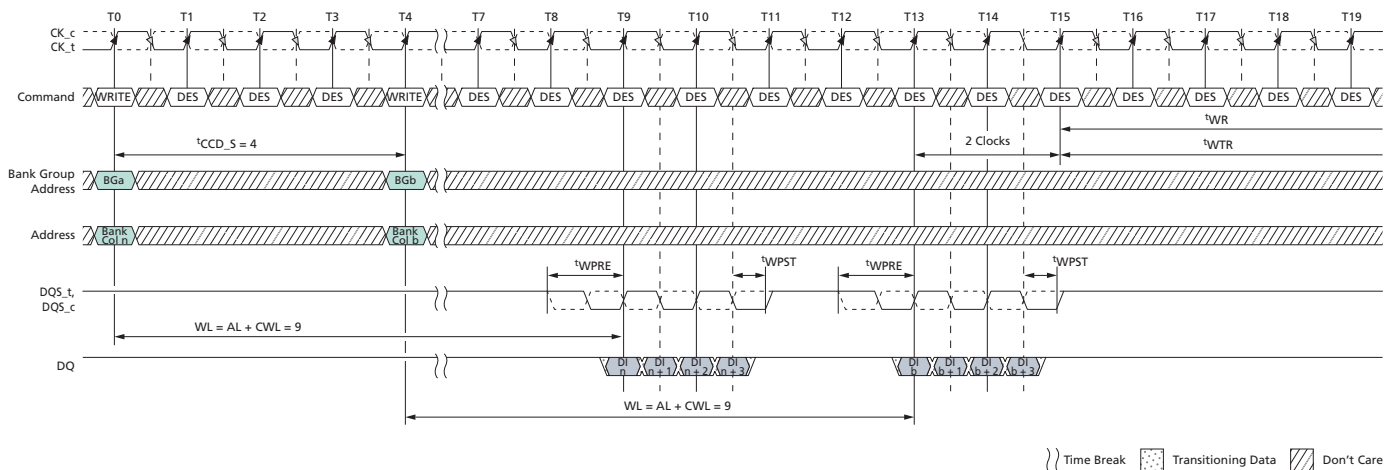 T0 T1 T2 T3 T4 T7 T8 T9 T10 T11 T12 T13 T14 T15 T16 T17 T18 T19
CK_c
CK_t
Command WRITE DES DES DES WRITE DES DES DES DES DES DES DES DES DES DES DES DES DES
tWR
tCCD_S = 4 2 Clocks tWTR
Bank Group
Address BGa BGb
Address Bank
Col n Bank
Col b
tWPRE tWPST tWPRE tWPST
DQS_t,
DQS_c
WL = AL + CWL = 9
DQ DI
n DI
n + 1 DI
n + 2 DI
n + 3 DI
b DI
b + 1 DI
b + 2 DI
b + 3
WL = AL + CWL = 9
Time Break Transitioning Data Don't Care